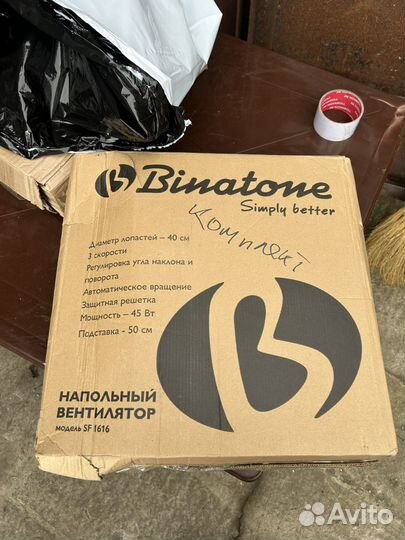 Binatone
Simply better
Комплект
Диаметр лопастей – 40 см
3 скорости
Регулировка угла наклона и
поворота
Автоматическое вращение
Защитная решетка
Мощность – 45 Вт
Подставка - 50 см
НАПОЛЬНЫЙ
ВЕНТИЛЯТОР
модель SF 1616
Avito